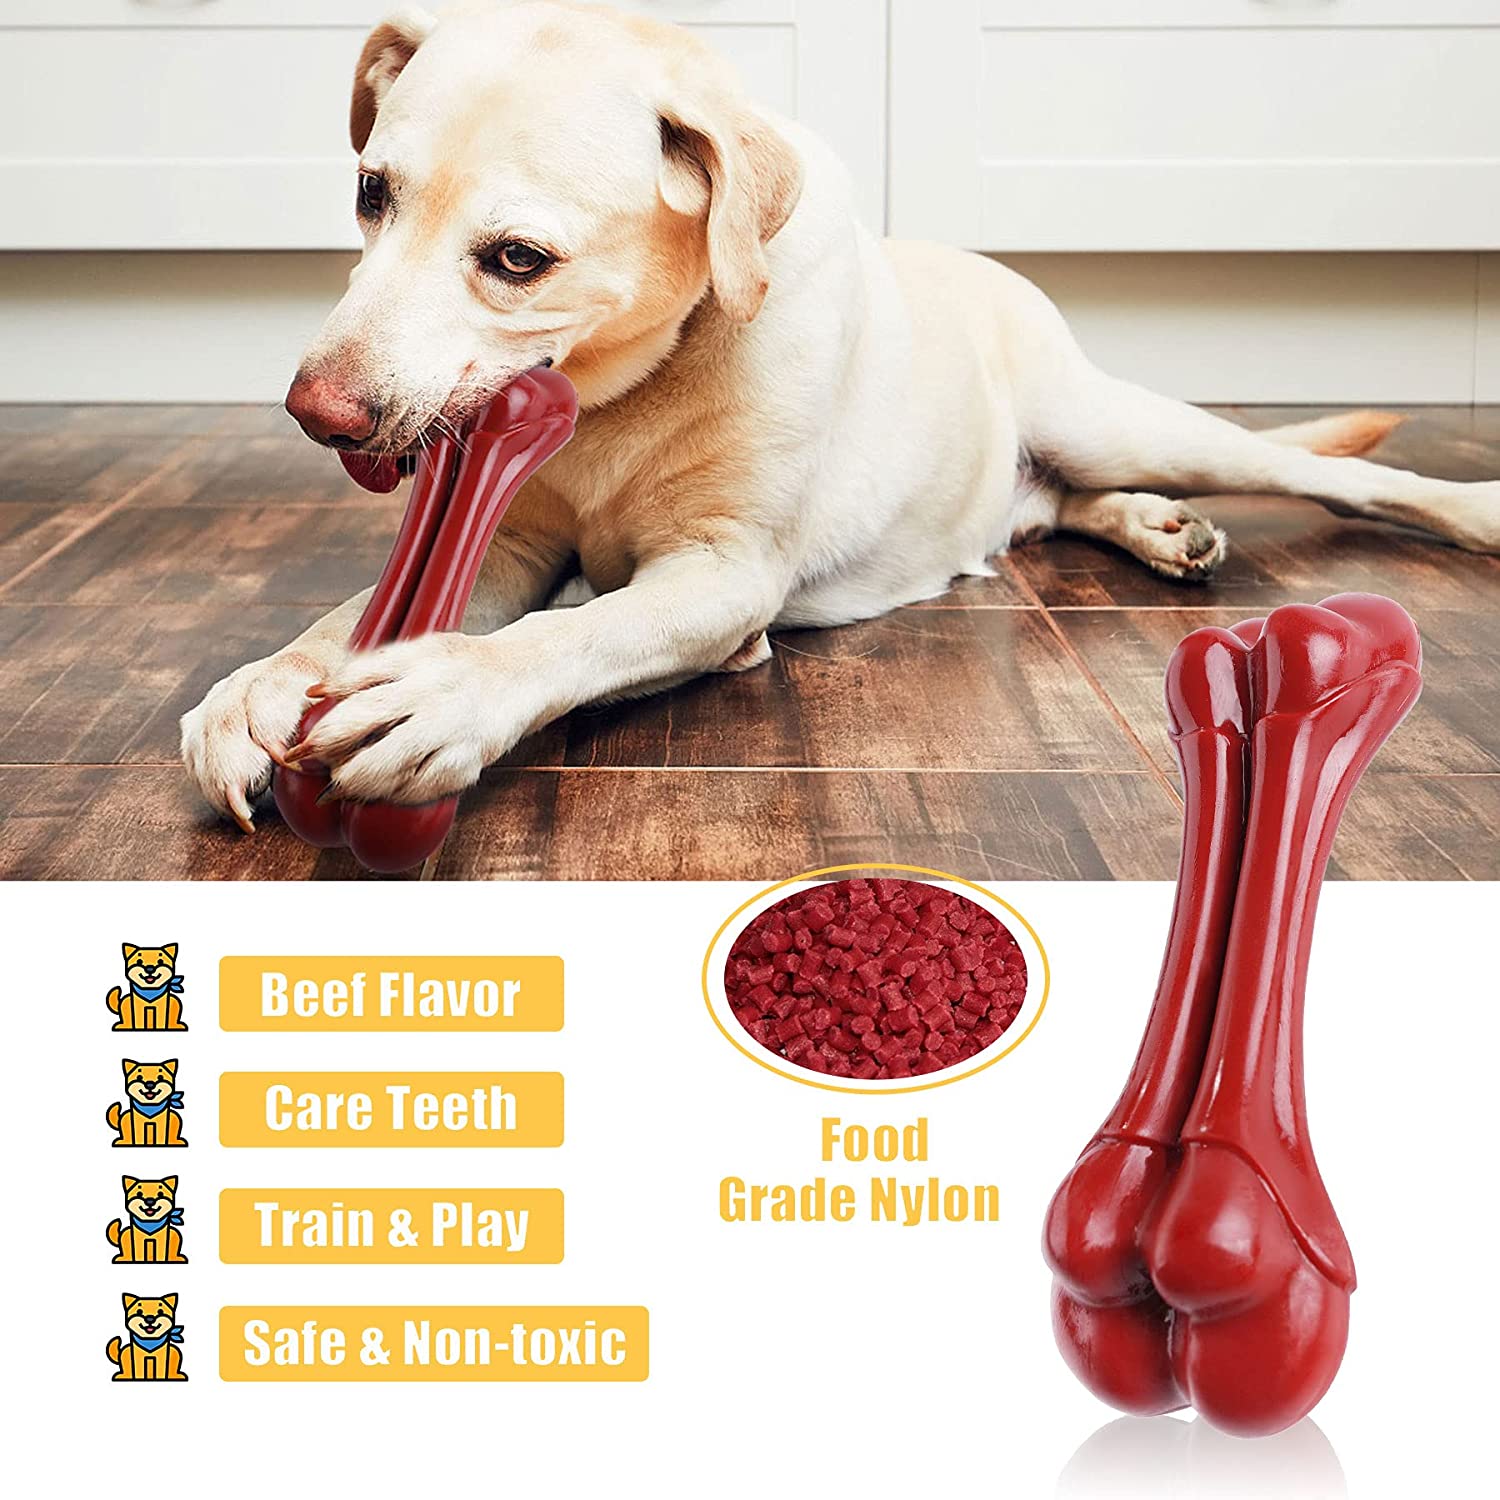 Beef Flavor
Care Teeth
Train & Play
Safe & Non-toxic
Food
Grade Nylon